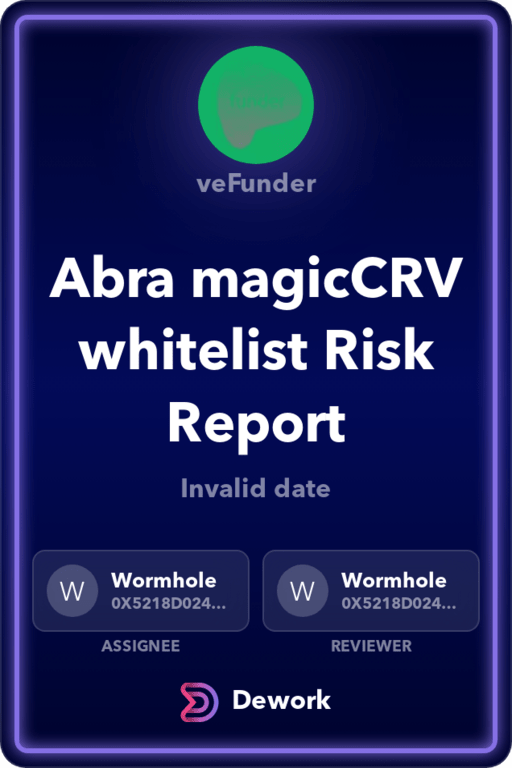 veFunder
Abra magicCRV
whitelist Risk
Report
Invalid date
W Wormhole W Wormhole
0X5218D024... 0X5218D024...
ASSIGNEE REVIEWER
Dework